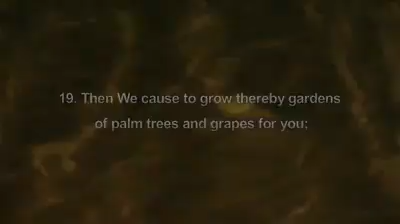 19. Then We cause to grow thereby gardens
of palm trees and grapes for you;